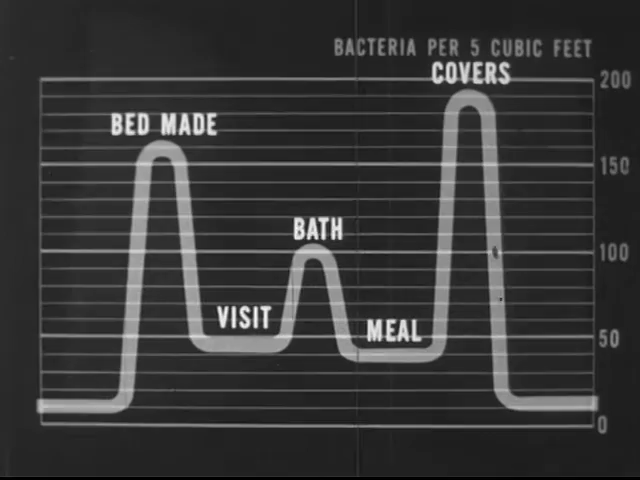 BACTERIA PER 5 CUBIC FEET
COVERS
200
BED MADE
150
BATH
100
VISIT
MEAL
50
0